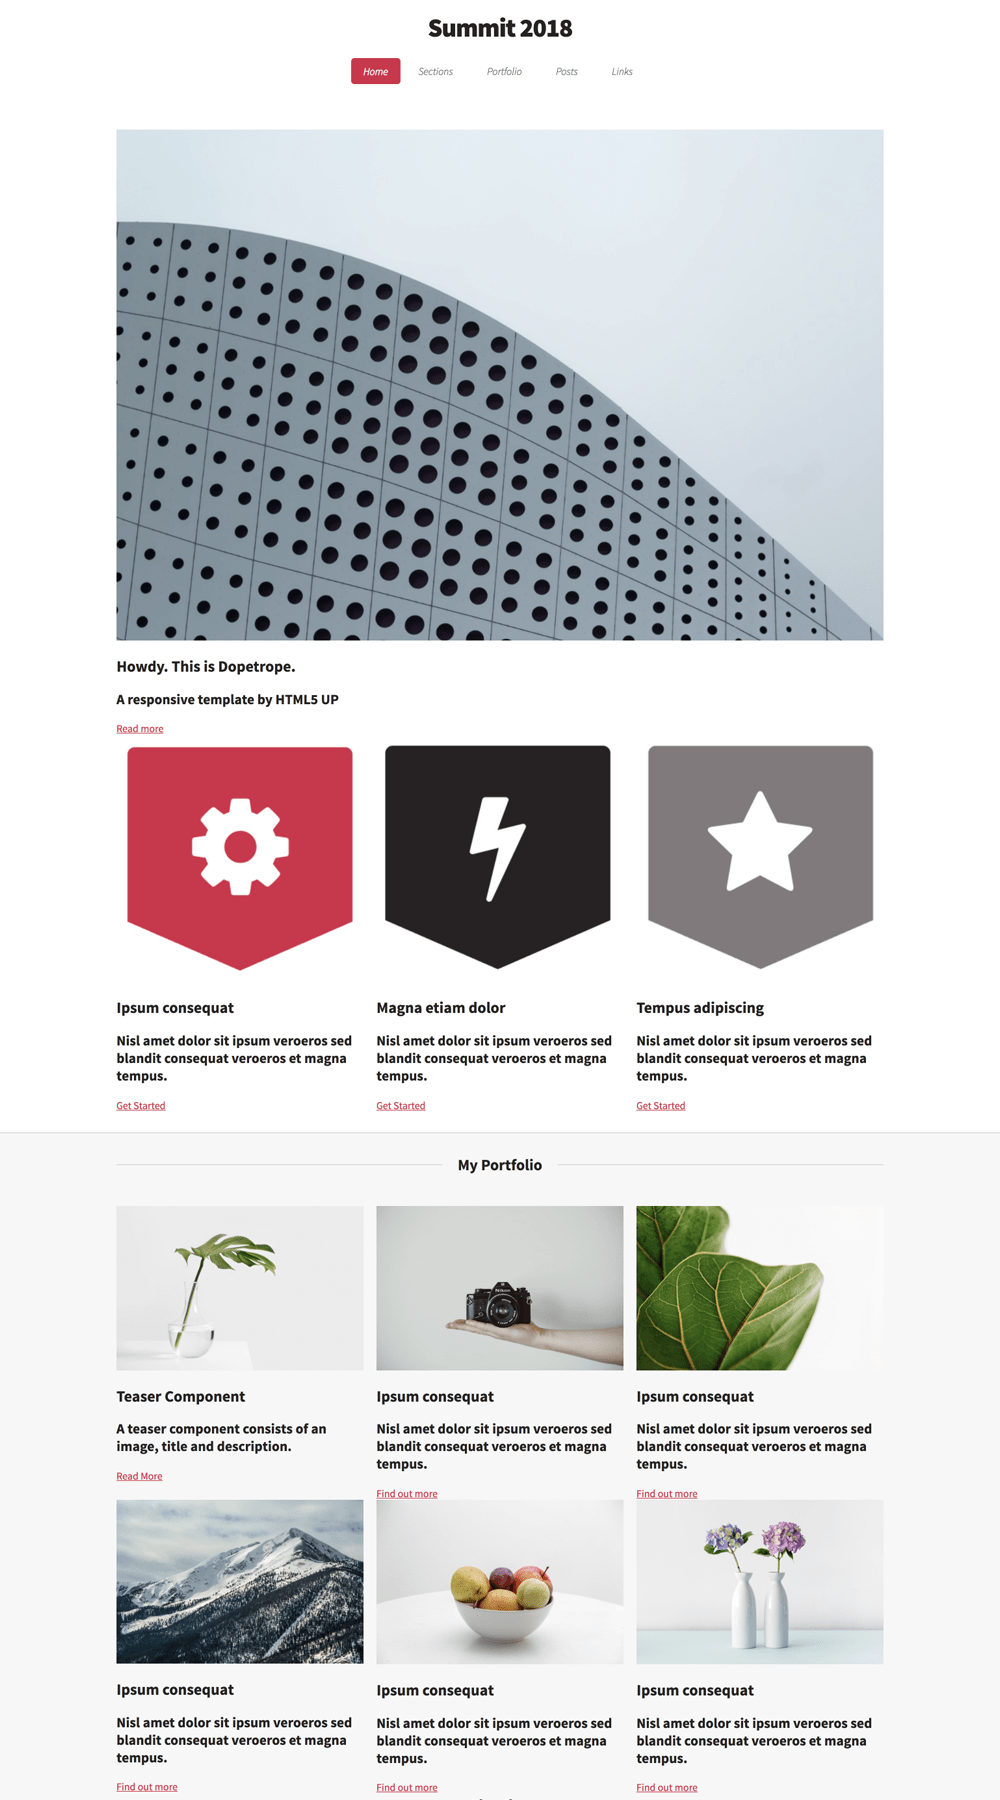 Summit 2018
Home Sections Portfolio Posts Links
Howdy. This is Dopetrope.
A responsive template by HTML5 UP
Read more
Ipsum consequat
Nisl amet dolor sit ipsum veroeros sed
blandit consequat veroeros et magna
tempus.
Get Started
Magna etiam dolor
Nisl amet dolor sit ipsum veroeros sed
blandit consequat veroeros et magna
tempus.
Get Started
Tempus adipiscing
Nisl amet dolor sit ipsum veroeros sed
blandit consequat veroeros et magna
tempus.
Get Started
My Portfolio
Teaser Component
A teaser component consists of an
image, title and description.
Read More
Ipsum consequat
Nisl amet dolor sit ipsum veroeros sed
blandit consequat veroeros et magna
tempus.
Find out more
Ipsum consequat
Nisl amet dolor sit ipsum veroeros sed
blandit consequat veroeros et magna
tempus.
Find out more
Ipsum consequat
Nisl amet dolor sit ipsum veroeros sed
blandit consequat veroeros et magna
tempus.
Find out more
Ipsum consequat
Nisl amet dolor sit ipsum veroeros sed
blandit consequat veroeros et magna
tempus.
Find out more
Ipsum consequat
Nisl amet dolor sit ipsum veroeros sed
blandit consequat veroeros et magna
tempus.
Find out more